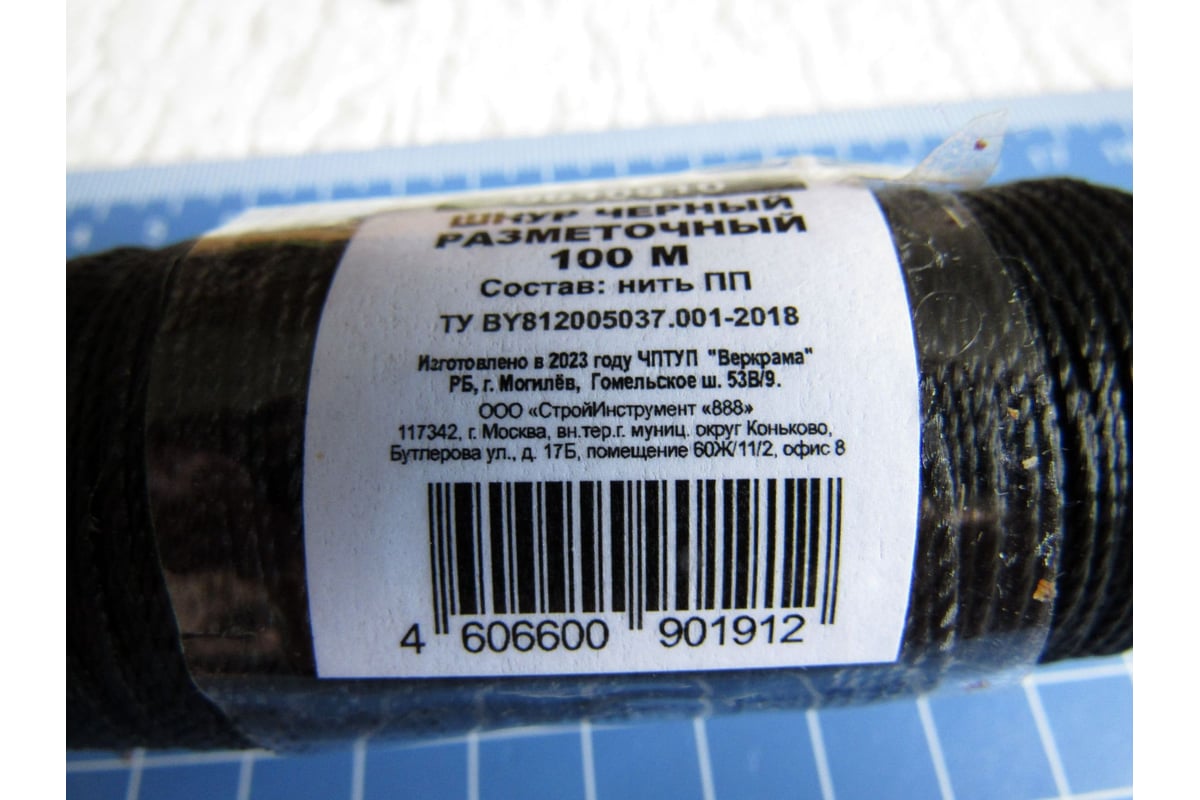 ШНУР ЧЕРНЫЙ
РАЗМЕТОЧНЫЙ
100 М
Состав: нить ПП
ТУ BY812005037.001-2018
Изготовлено в 2023 году ЧПТУП "Веркрама"
РБ, г. Могилёв, Гомельское ш. 53В/9.
ООО «СтройИнструмент «888»
117342, г. Москва, вн.тер.г. муниц. округ Коньково,
Бутлерова ул., д. 17Б, помещение 60Ж/11/2, офис 8
4 606600 901912